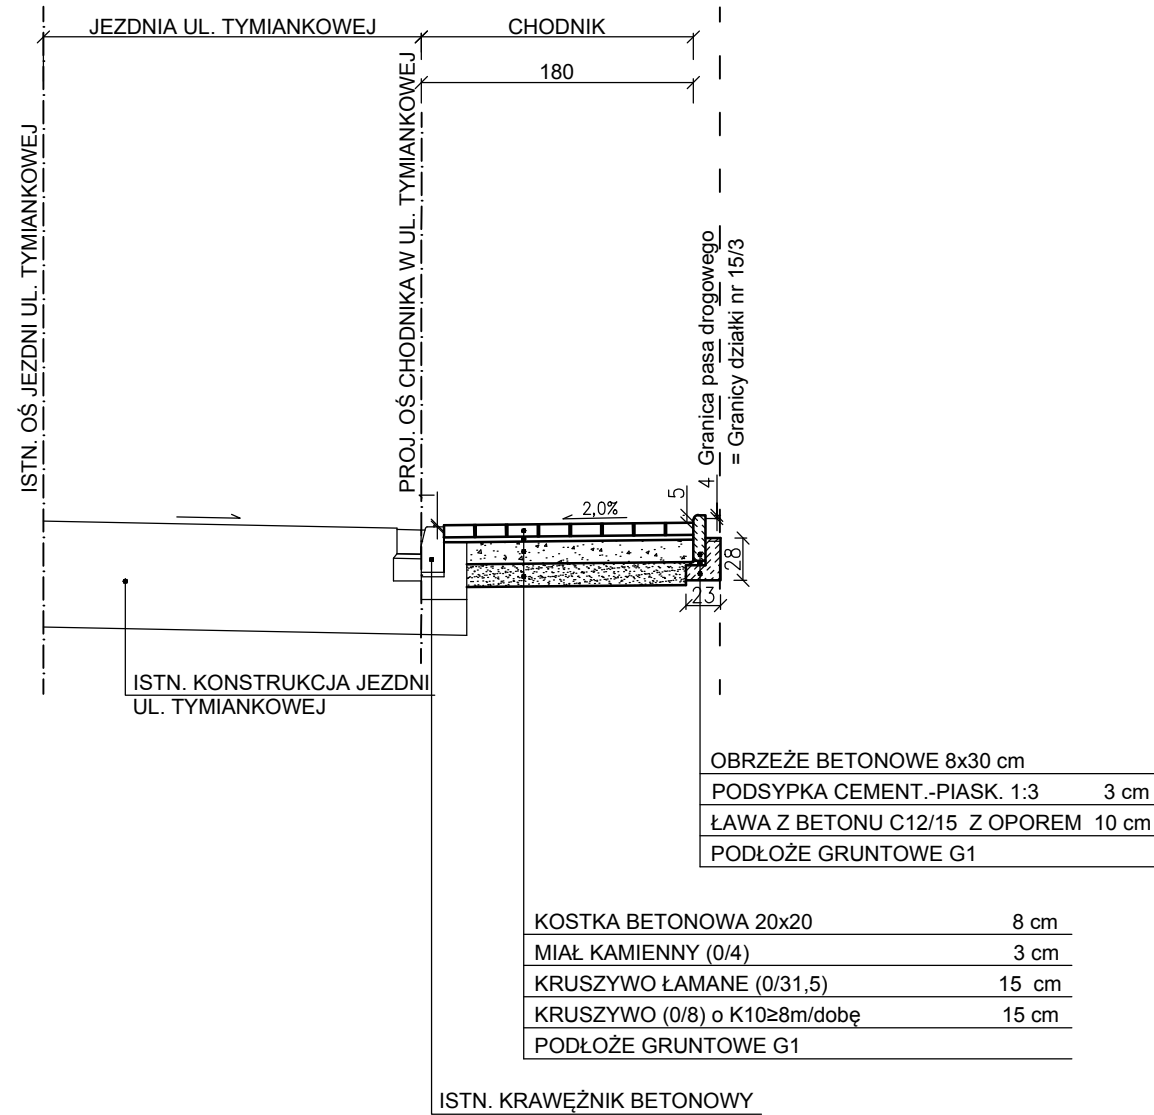 JEZDNIA UL. TYMIANKOWEJ
CHODNIK
180
ISTN. OŚ JEZDNI UL. TYMIANKOWEJ
PROJ. OŚ CHODNIKA W UL. TYMIANKOWEJ
Granica pasa drogowego
= Granicy działki nr 15/3
1
2,0%
5
4
28
23
ISTN. KONSTRUKCJA JEZDNI
UL. TYMIANKOWEJ
OBRZEŻE BETONOWE 8x30 cm
PODSYPKA CEMENT.-PIASK. 1:3 3 cm
ŁAWA Z BETONU C12/15 Z OPOREM 10 cm
PODŁOŻE GRUNTOWE G1
KOSTKA BETONOWA 20x20 8 cm
MIAŁ KAMIENNY (0/4) 3 cm
KRUSZYWO ŁAMANE (0/31,5) 15 cm
KRUSZYWO (0/8) o K10≥8m/dobę 15 cm
PODŁOŻE GRUNTOWE G1
ISTN. KRAWĘŻNIK BETONOWY